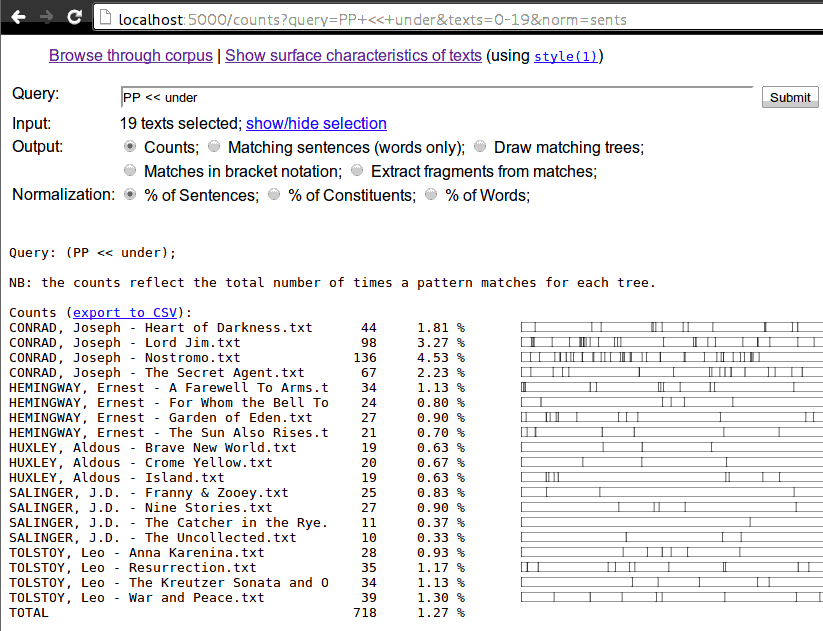 localhost:5000/counts?query=PP+<<+under&texts=0-19&norm=sents
Browse through corpus | Show surface characteristics of texts (using style(1))
Query: PP << under Submit
Input: 19 texts selected; show/hide selection
Output: Counts; Matching sentences (words only); Draw matching trees;
Matches in bracket notation; Extract fragments from matches;
Normalization: % of Sentences; % of Constituents; % of Words;
Query: (PP << under);
NB: the counts reflect the total number of times a pattern matches for each tree.
Counts (export to CSV):
CONRAD, Joseph - Heart of Darkness.txt 44 1.81 %
CONRAD, Joseph - Lord Jim.txt 98 3.27 %
CONRAD, Joseph - Nostromo.txt 136 4.53 %
CONRAD, Joseph - The Secret Agent.txt 67 2.23 %
HEMINGWAY, Ernest - A Farewell To Arms.t 34 1.13 %
HEMINGWAY, Ernest - For Whom the Bell To 24 0.80 %
HEMINGWAY, Ernest - Garden of Eden.txt 27 0.90 %
HEMINGWAY, Ernest - The Sun Also Rises.t 21 0.70 %
HUXLEY, Aldous - Brave New World.txt 19 0.63 %
HUXLEY, Aldous - Crome Yellow.txt 20 0.67 %
HUXLEY, Aldous - Island.txt 19 0.63 %
SALINGER, J.D. - Franny & Zooey.txt 25 0.83 %
SALINGER, J.D. - Nine Stories.txt 27 0.90 %
SALINGER, J.D. - The Catcher in the Rye. 11 0.37 %
SALINGER, J.D. - The Uncollected.txt 10 0.33 %
TOLSTOY, Leo - Anna Karenina.txt 28 0.93 %
TOLSTOY, Leo - Resurrection.txt 35 1.17 %
TOLSTOY, Leo - The Kreutzer Sonata and O 34 1.13 %
TOLSTOY, Leo - War and Peace.txt 39 1.30 %
TOTAL 718 1.27 %